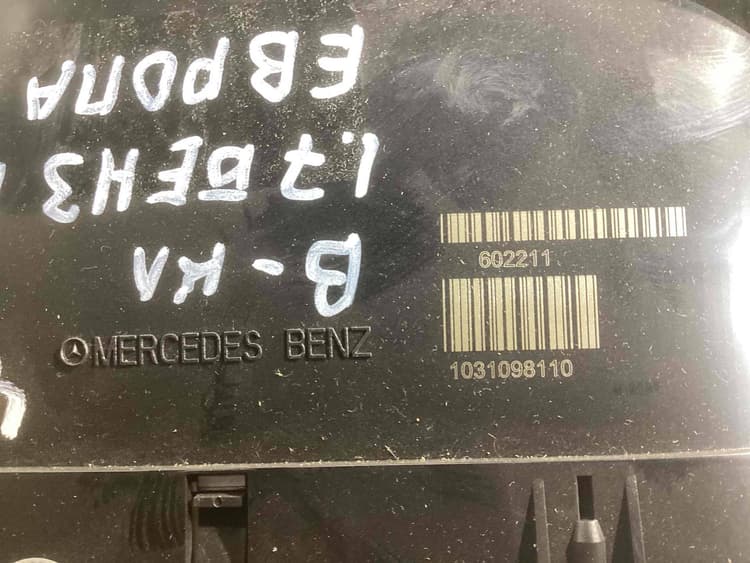 В-КЛ
1.7 БЕНЗ
ЕВРОПА
602211
1031098110
MERCEDES BENZ